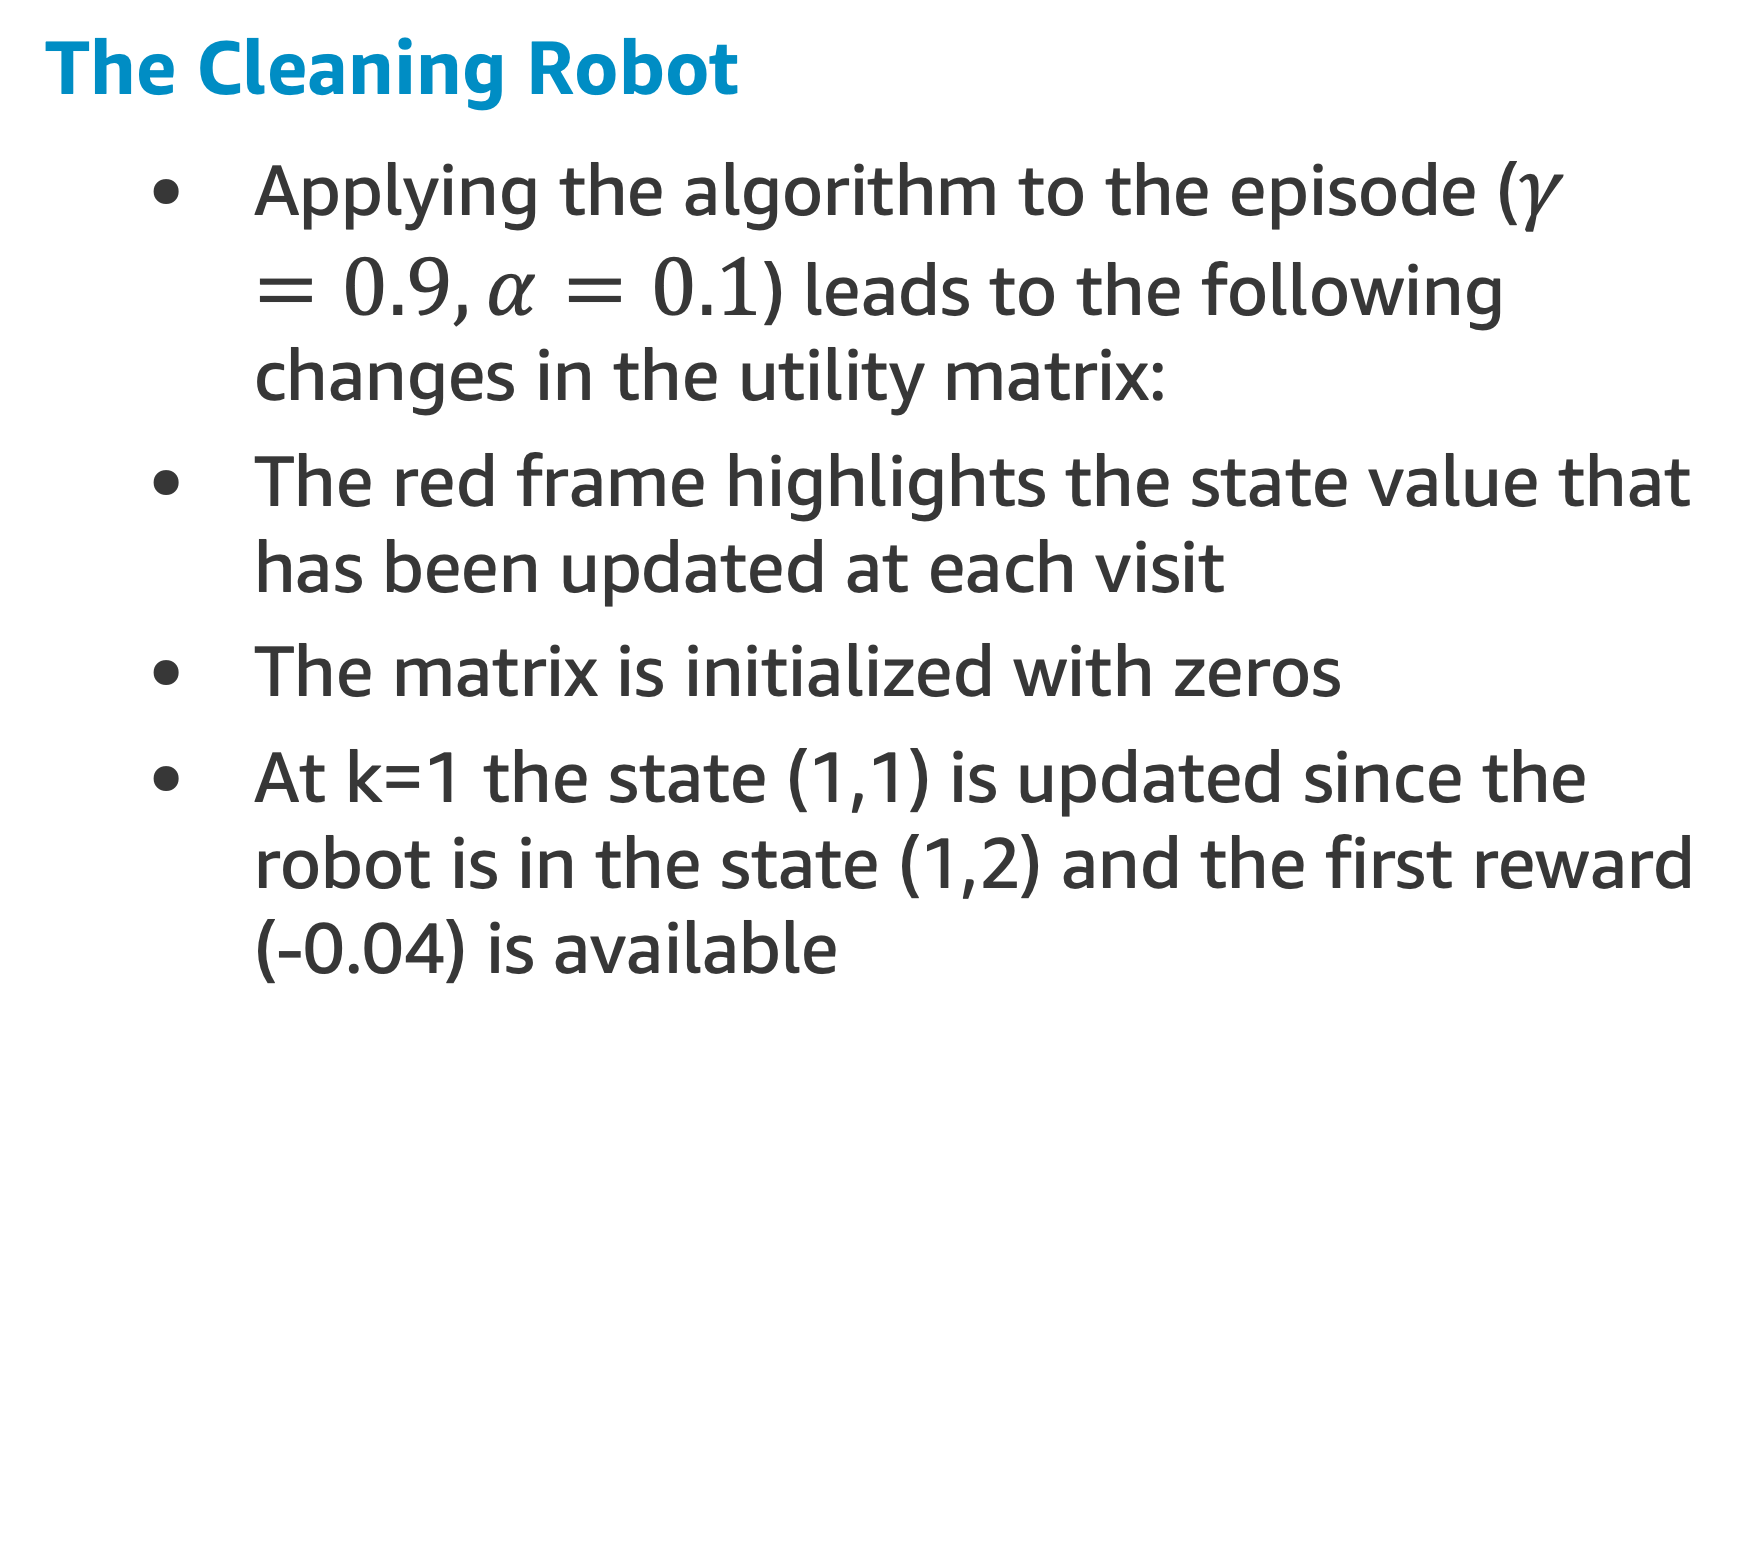 The Cleaning Robot
• Applying the algorithm to the episode (γ
= 0.9, α = 0.1) leads to the following
changes in the utility matrix:
• The red frame highlights the state value that
has been updated at each visit
• The matrix is initialized with zeros
• At k=1 the state (1,1) is updated since the
robot is in the state (1,2) and the first reward
(-0.04) is available